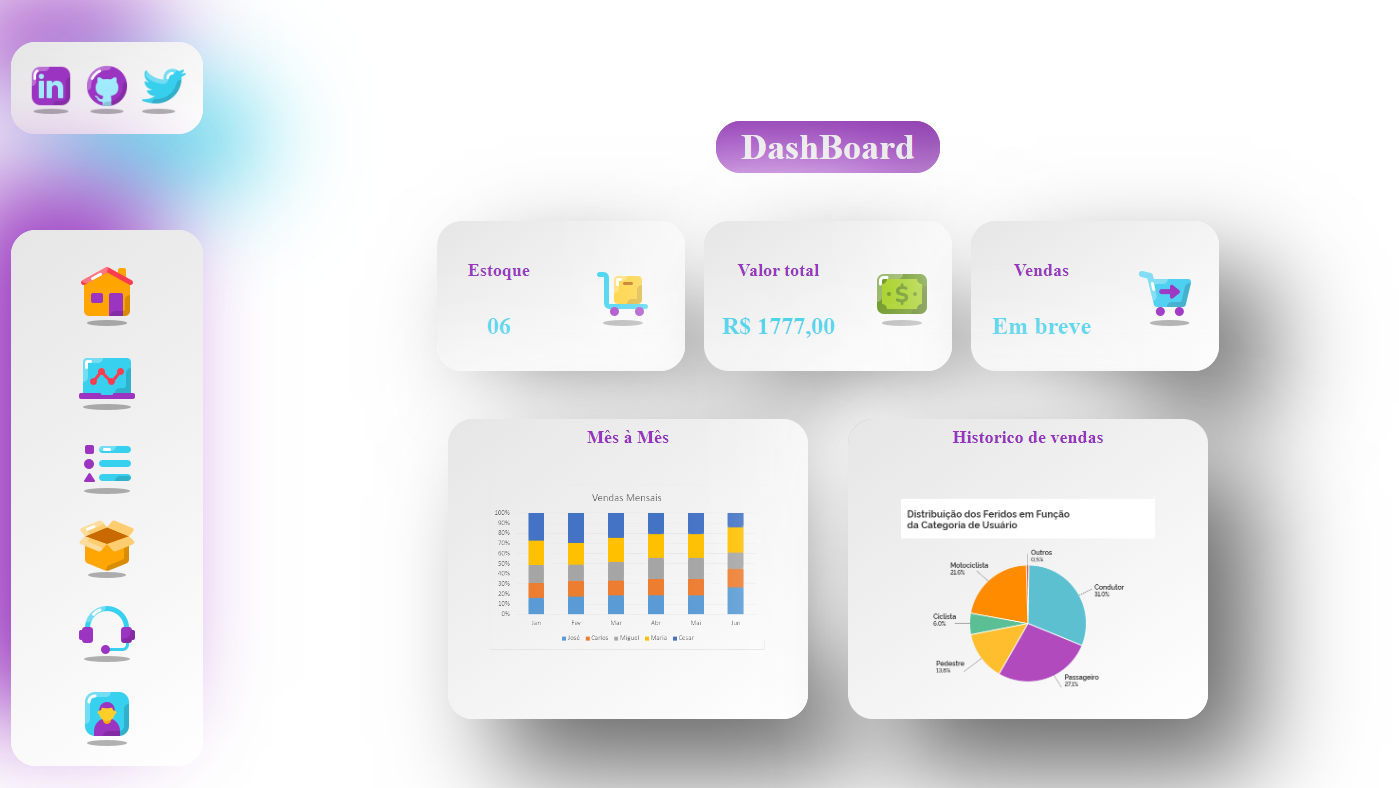 in
DashBoard
Estoque
06
Valor total
R$ 1777,00
Vendas
Em breve
Mês à Mês
Vendas Mensais
100%
90%
80%
70%
60%
50%
40%
30%
20%
10%
0%
Jan Fev Mar Abr Mai Jun
José Carlos Miguel Maria Cesar
Historico de vendas
Distribuição dos Feridos em Função
da Categoria de Usuário
Outros
0.5%
Motociclista
21.6%
Condutor
31.0%
Ciclista
6.0%
Pedestre
13.8%
Passageiro
27.1%